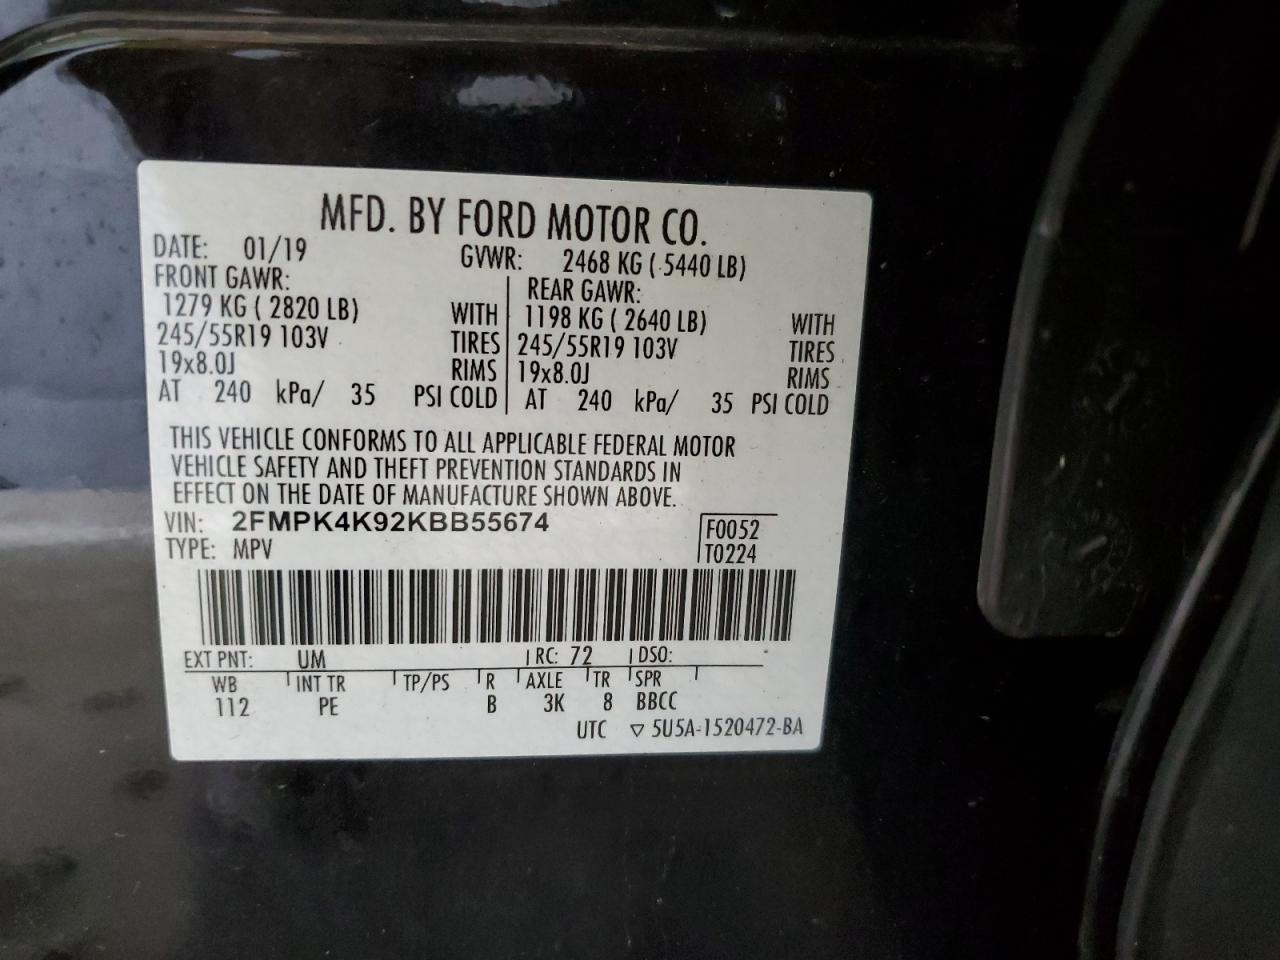 MFD. BY FORD MOTOR CO.
DATE: 01/19 GVWR: 2468 KG ( 5440 LB)
FRONT GAWR:
1279 KG ( 2820 LB) WITH
245/55R19 103V TIRES
19x8.0J RIMS
AT 240 kPa/ 35 PSI COLD
REAR GAWR:
1198 KG ( 2640 LB) WITH
245/55R19 103V TIRES
19x8.0J RIMS
AT 240 kPa/ 35 PSI COLD
THIS VEHICLE CONFORMS TO ALL APPLICABLE FEDERAL MOTOR
VEHICLE SAFETY AND THEFT PREVENTION STANDARDS IN
EFFECT ON THE DATE OF MANUFACTURE SHOWN ABOVE.
VIN: 2FMPK4K92KBB55674 F0052
TYPE: MPV T0224
EXT PNT: UM RC: 72 DSO:
WB INT TR TP/PS R AXLE TR SPR
112 PE B 3K 8 BBCC
UTC ▽ 5U5A-1520472-BA